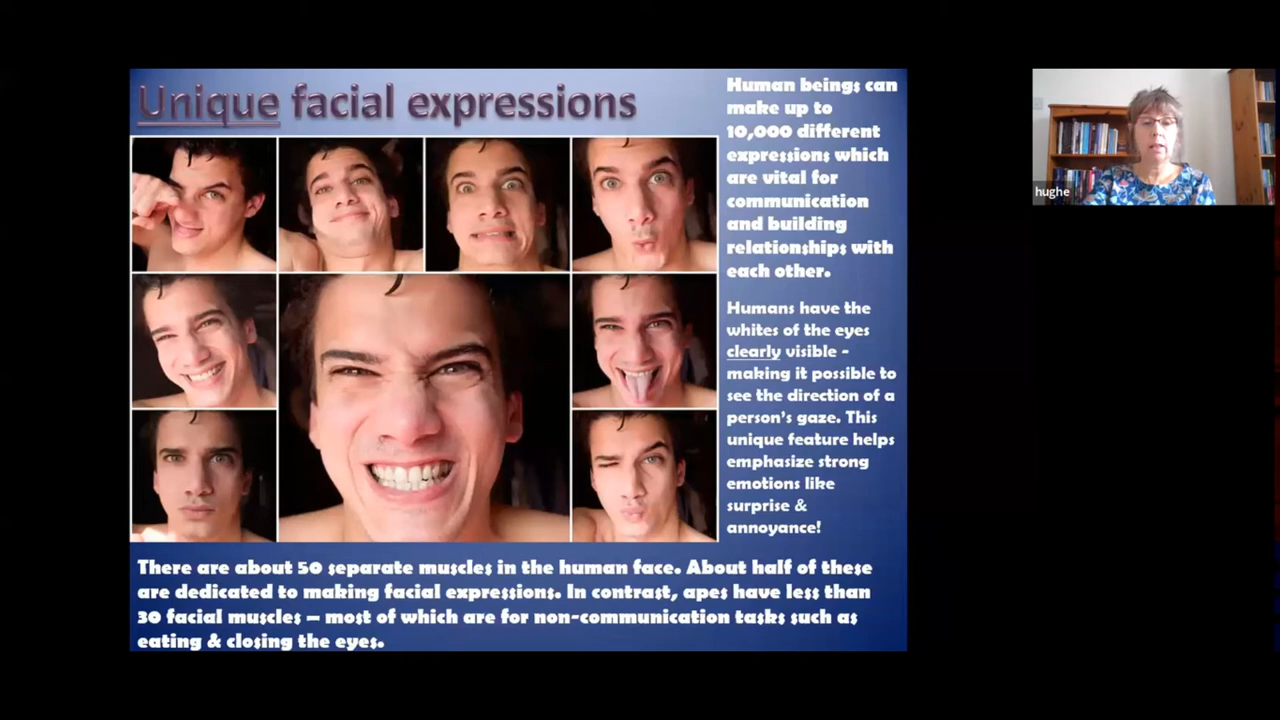 Unique facial expressions
Human beings can
make up to
10,000 different
expressions which
are vital for
communication
and building
relationships with
each other.
Humans have the
whites of the eyes
clearly visible -
making it possible to
see the direction of a
person's gaze. This
unique feature helps
emphasize strong
emotions like
surprise &
annoyance!
There are about 50 separate muscles in the human face. About half of these
are dedicated to making facial expressions. In contrast, apes have less than
30 facial muscles – most of which are for non-communication tasks such as
eating & closing the eyes.
hughe